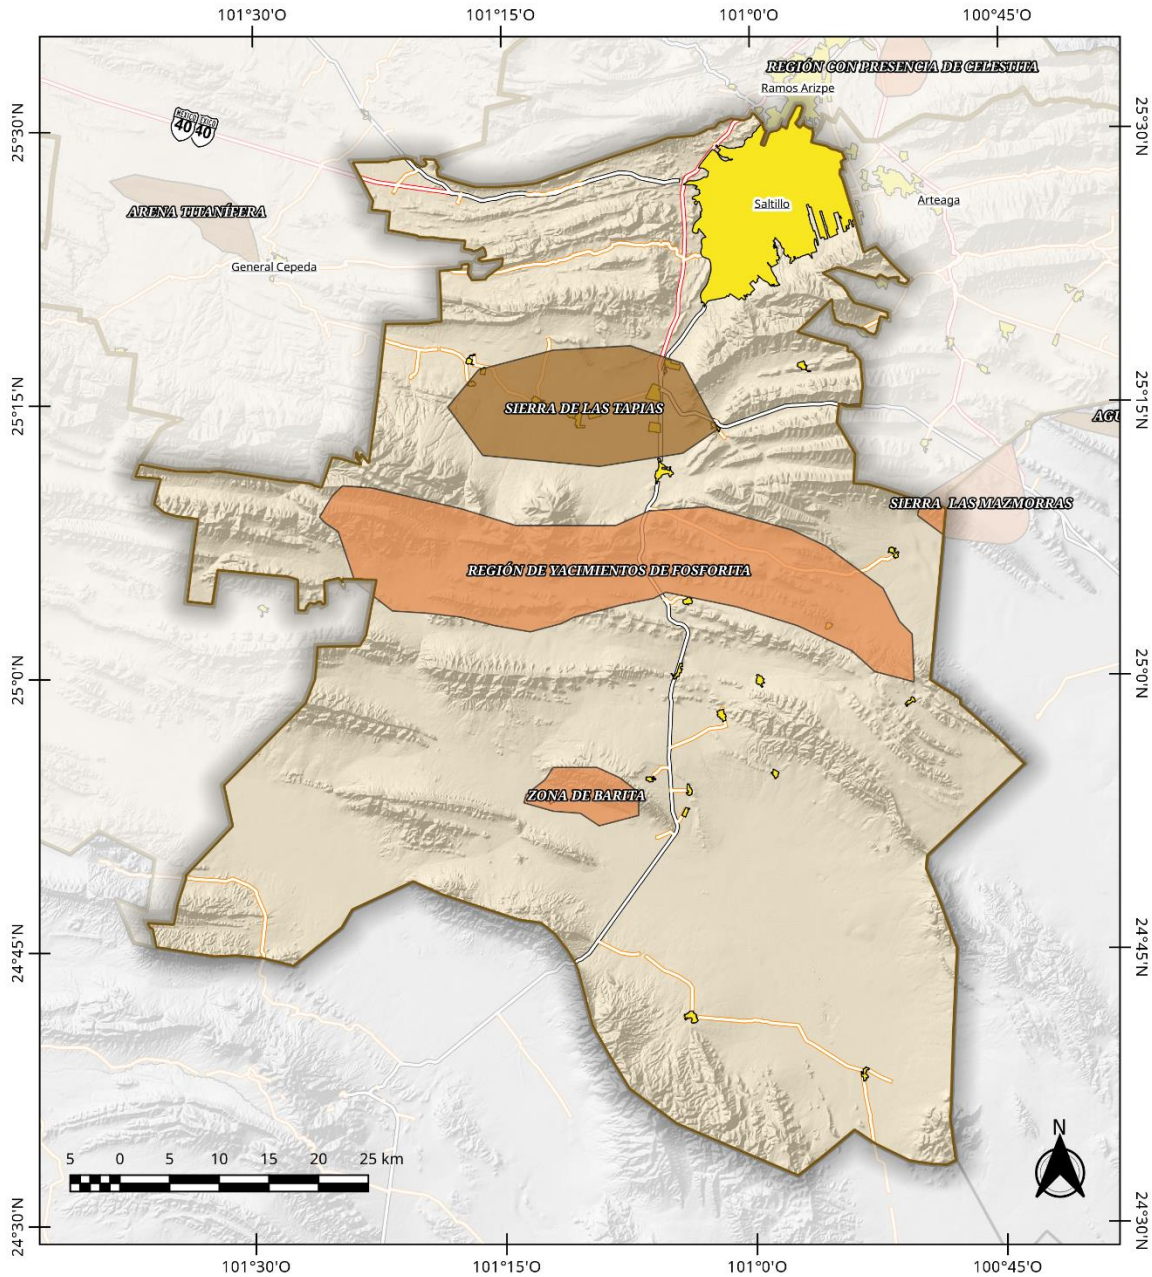 101°30'O 101°15'O 101°0'O 100°45'O
REGIÓN CON PRESENCIA DE CELESTITA
Ramos Arizpe
MÉXICO
40 40
25°30'N 25°30'N
Saltillo
Arteaga
ARENA TITANÍFERA
General Cepeda
25°15'N 25°15'N
SIERRA DE LAS TAPIAS
AGU
SIERRA LAS MAZMORRAS
REGIÓN DE YACIMIENTOS DE FOSFORITA
25°0'N 25°0'N
ZONA DE BARITA
24°45'N 24°45'N
N
5 0 5 10 15 20 25 km
24°30'N 24°30'N
101°30'O 101°15'O 101°0'O 100°45'O